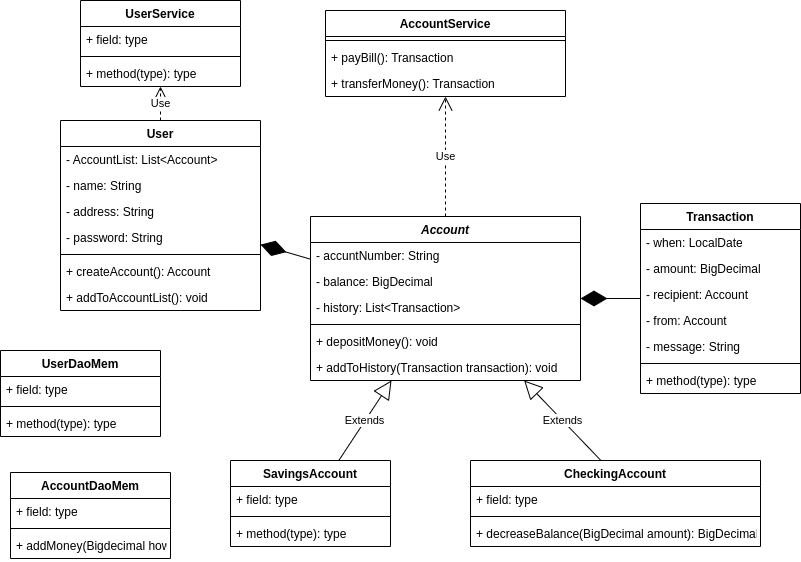 UserService
+ field: type
+ method(type): type
Use
AccountService
+ payBill(): Transaction
+ transferMoney(): Transaction
Use
User
- AccountList: List<Account>
- name: String
- address: String
- password: String
+ createAccount(): Account
+ addToAccountList(): void
Account
- accuntNumber: String
- balance: BigDecimal
- history: List<Transaction>
+ depositMoney(): void
+ addToHistory(Transaction transaction): void
Transaction
- when: LocalDate
- amount: BigDecimal
- recipient: Account
- from: Account
- message: String
+ method(type): type
UserDaoMem
+ field: type
+ method(type): type
Extends
Extends
AccountDaoMem
+ field: type
+ addMoney(Bigdecimal how
SavingsAccount
+ field: type
+ method(type): type
CheckingAccount
+ field: type
+ decreaseBalance(BigDecimal amount): BigDecimal